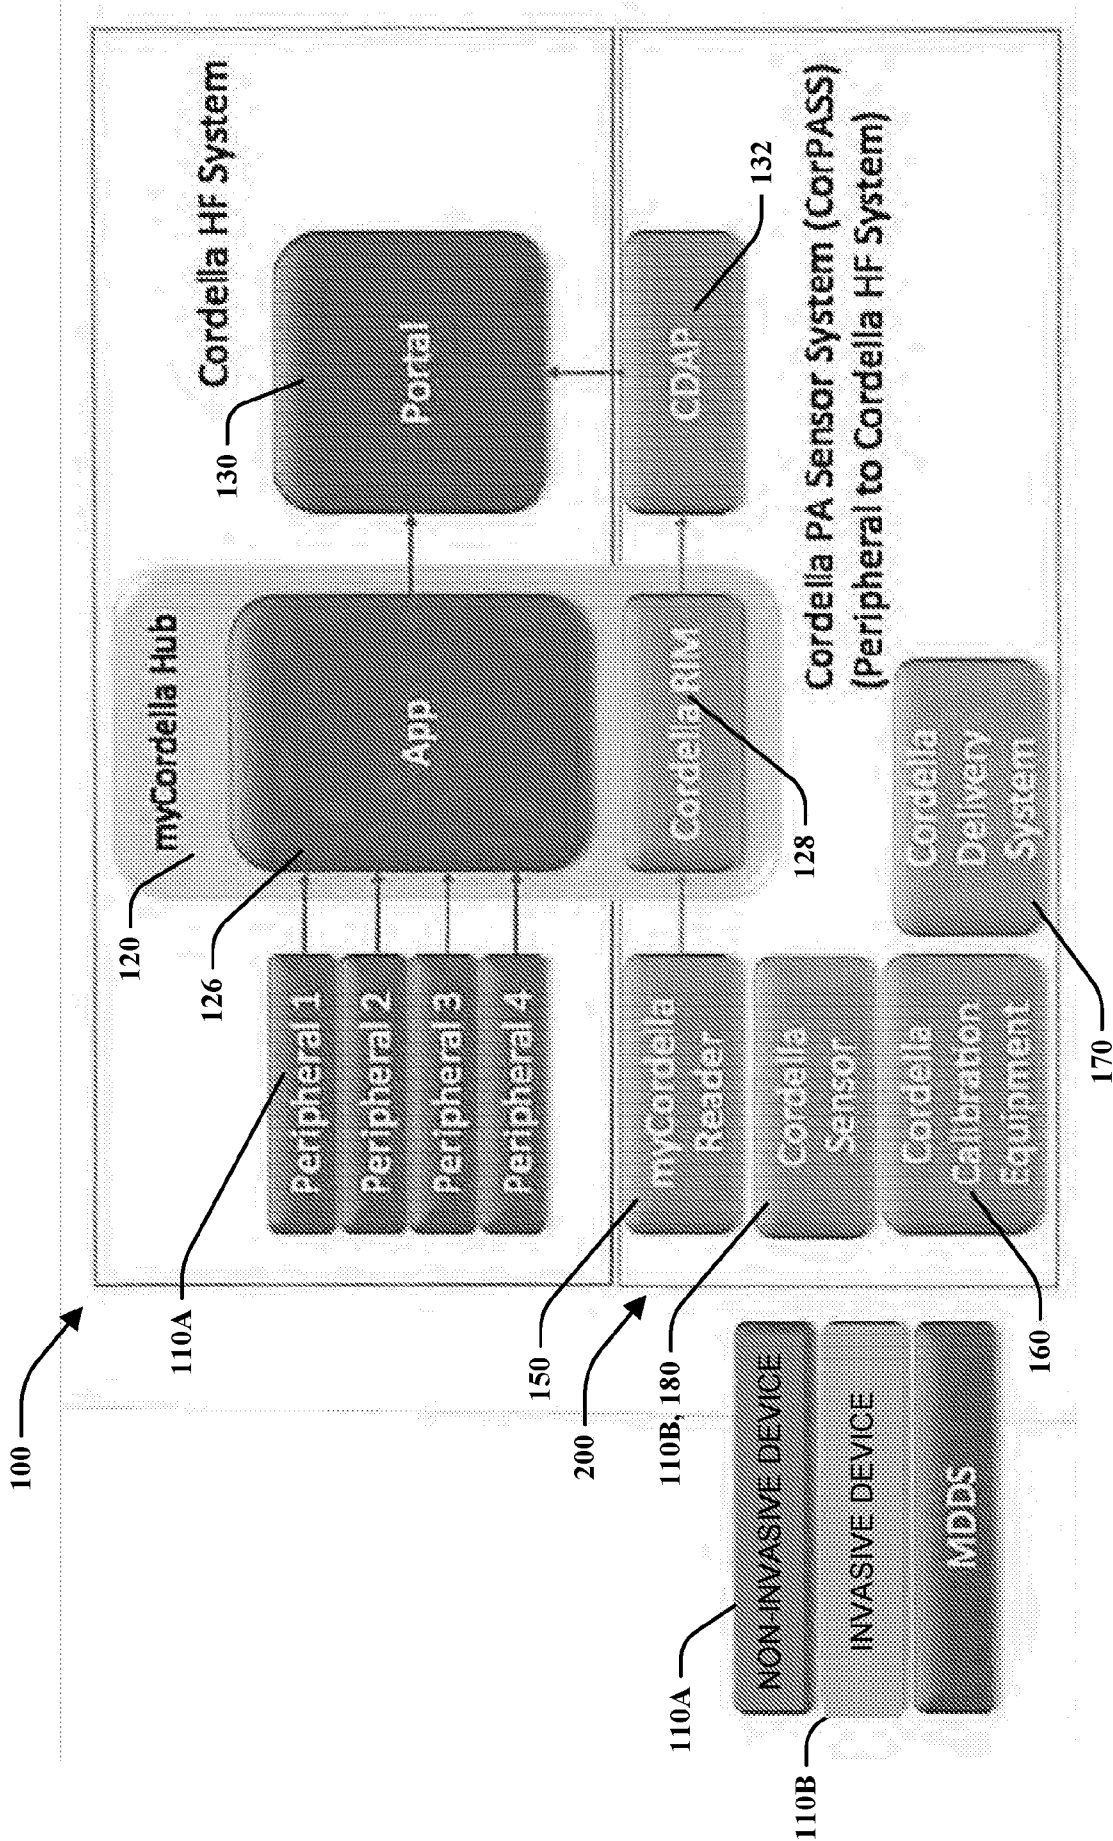 100
Cordella HF System
myCordella Hub
120
126
130
App
Portal
Peripheral 1
Peripheral 2
Peripheral 3
Peripheral 4
110A
150
myCordella
Reader
Cordella RIM
128
CDAP
132
200
110B, 180
Cordella
Sensor
Cordella PA Sensor System (CorPASS)
(Peripheral to Cordella HF System)
160
Cordella
Calibration
Equipment
170
Cordella
Delivery
System
110A
NON-INVASIVE DEVICE
110B
INVASIVE DEVICE
MDDS